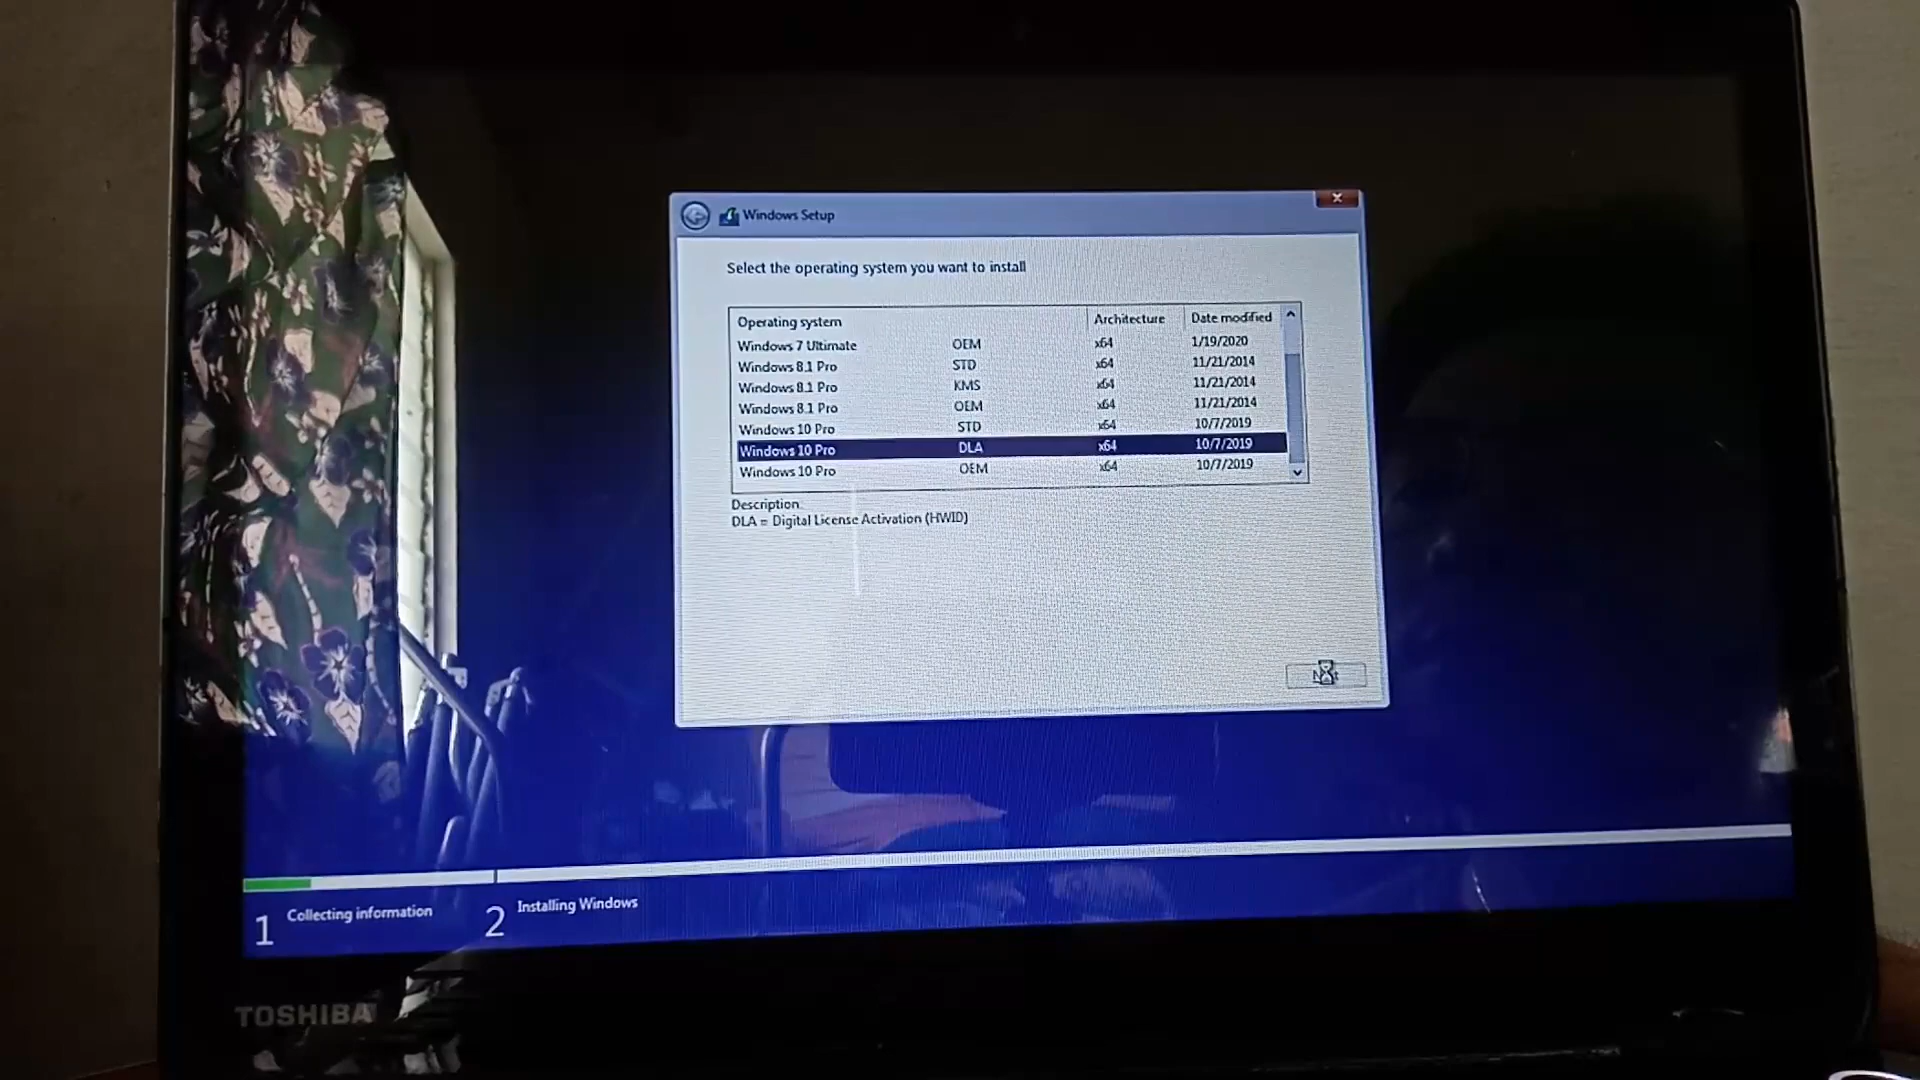 Windows Setup
Select the operating system you want to install
Operating system Architecture Date modified
Windows 7 Ultimate OEM x64 1/19/2020
Windows 8.1 Pro STD x64 11/21/2014
Windows 8.1 Pro KMS x64 11/21/2014
Windows 8.1 Pro OEM x64 11/21/2014
Windows 10 Pro STD x64 10/7/2019
Windows 10 Pro DLA x64 10/7/2019
Windows 10 Pro OEM x64 10/7/2019
Description:
DLA = Digital License Activation (HWID)
1 Collecting information 2 Installing Windows
TOSHIBA